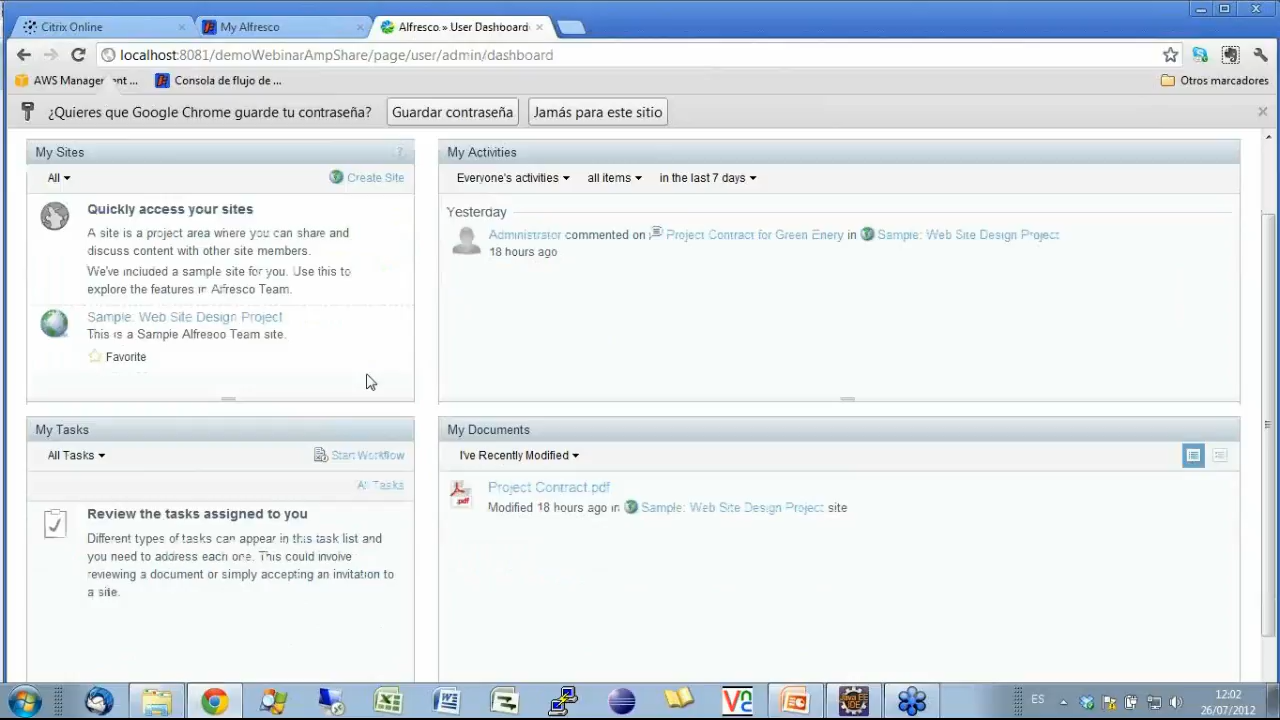 Citrix Online
My Alfresco
Alfresco » User Dashboard
localhost:8081/demoWebinarAmpShare/page/user/admin/dashboard
AWS Management ...
Consola de flujo de ...
Otros marcadores
¿Quieres que Google Chrome guarde tu contraseña?
Guardar contraseña
Jamás para este sitio
My Sites
All
Create Site
Quickly access your sites
A site is a project area where you can share and
discuss content with other site members.
We've included a sample site for you. Use this to
explore the features in Alfresco Team.
Sample: Web Site Design Project
This is a Sample Alfresco Team site.
Favorite
My Activities
Everyone's activities
all items
in the last 7 days
Yesterday
Administrator commented on Project Contract for Green Enery in Sample: Web Site Design Project
18 hours ago
My Tasks
All Tasks
Start Workflow
All Tasks
Review the tasks assigned to you
Different types of tasks can appear in this task list and
you need to address each one. This could involve
reviewing a document or simply accepting an invitation to
a site.
My Documents
I've Recently Modified
Project Contract.pdf
Modified 18 hours ago in Sample: Web Site Design Project site
ES
12:02
26/07/2012